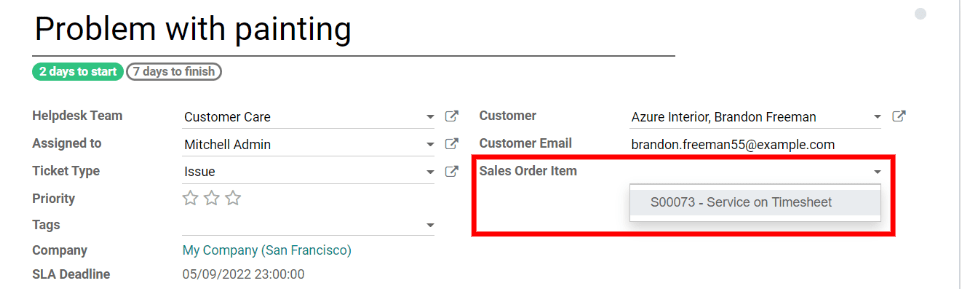 Problem with painting
2 days to start 7 days to finish
Helpdesk Team Customer Care Customer Azure Interior, Brandon Freeman
Assigned to Mitchell Admin Customer Email brandon.freeman55@example.com
Ticket Type Issue Sales Order Item
Priority S00073 - Service on Timesheet
Tags
Company My Company (San Francisco)
SLA Deadline 05/09/2022 23:00:00